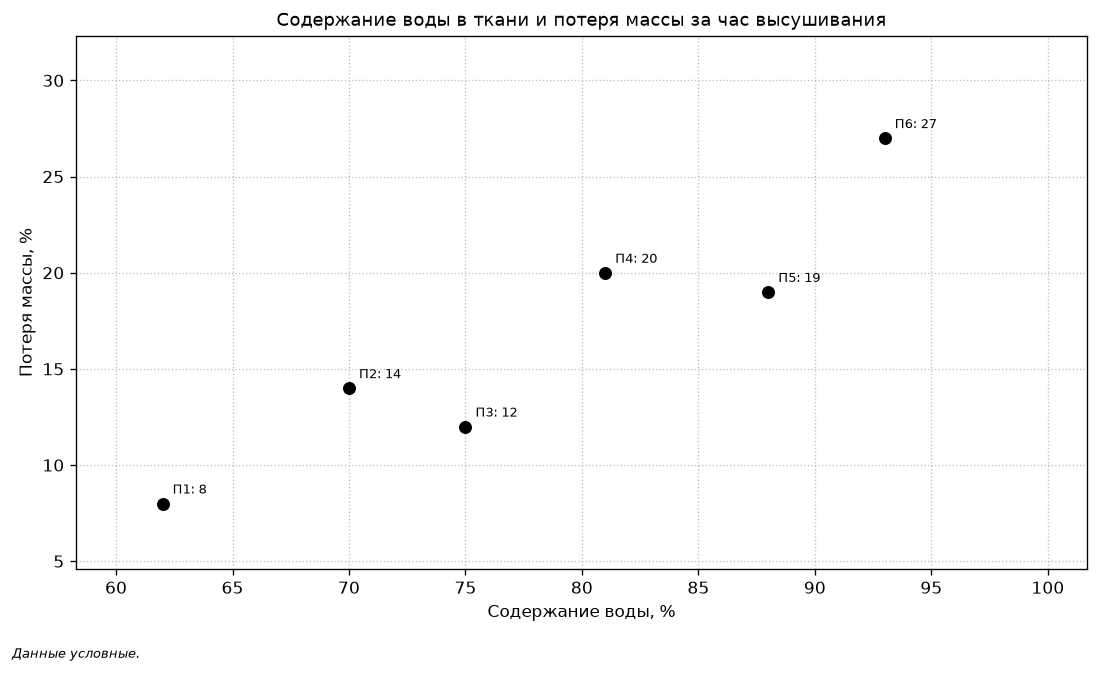 Содержание воды в ткани и потеря массы за час высушивания
Потеря массы, %
30
25
20
15
10
5
П6: 27
П4: 20
П5: 19
П2: 14
П3: 12
П1: 8
60 65 70 75 80 85 90 95 100
Содержание воды, %
Данные условные.